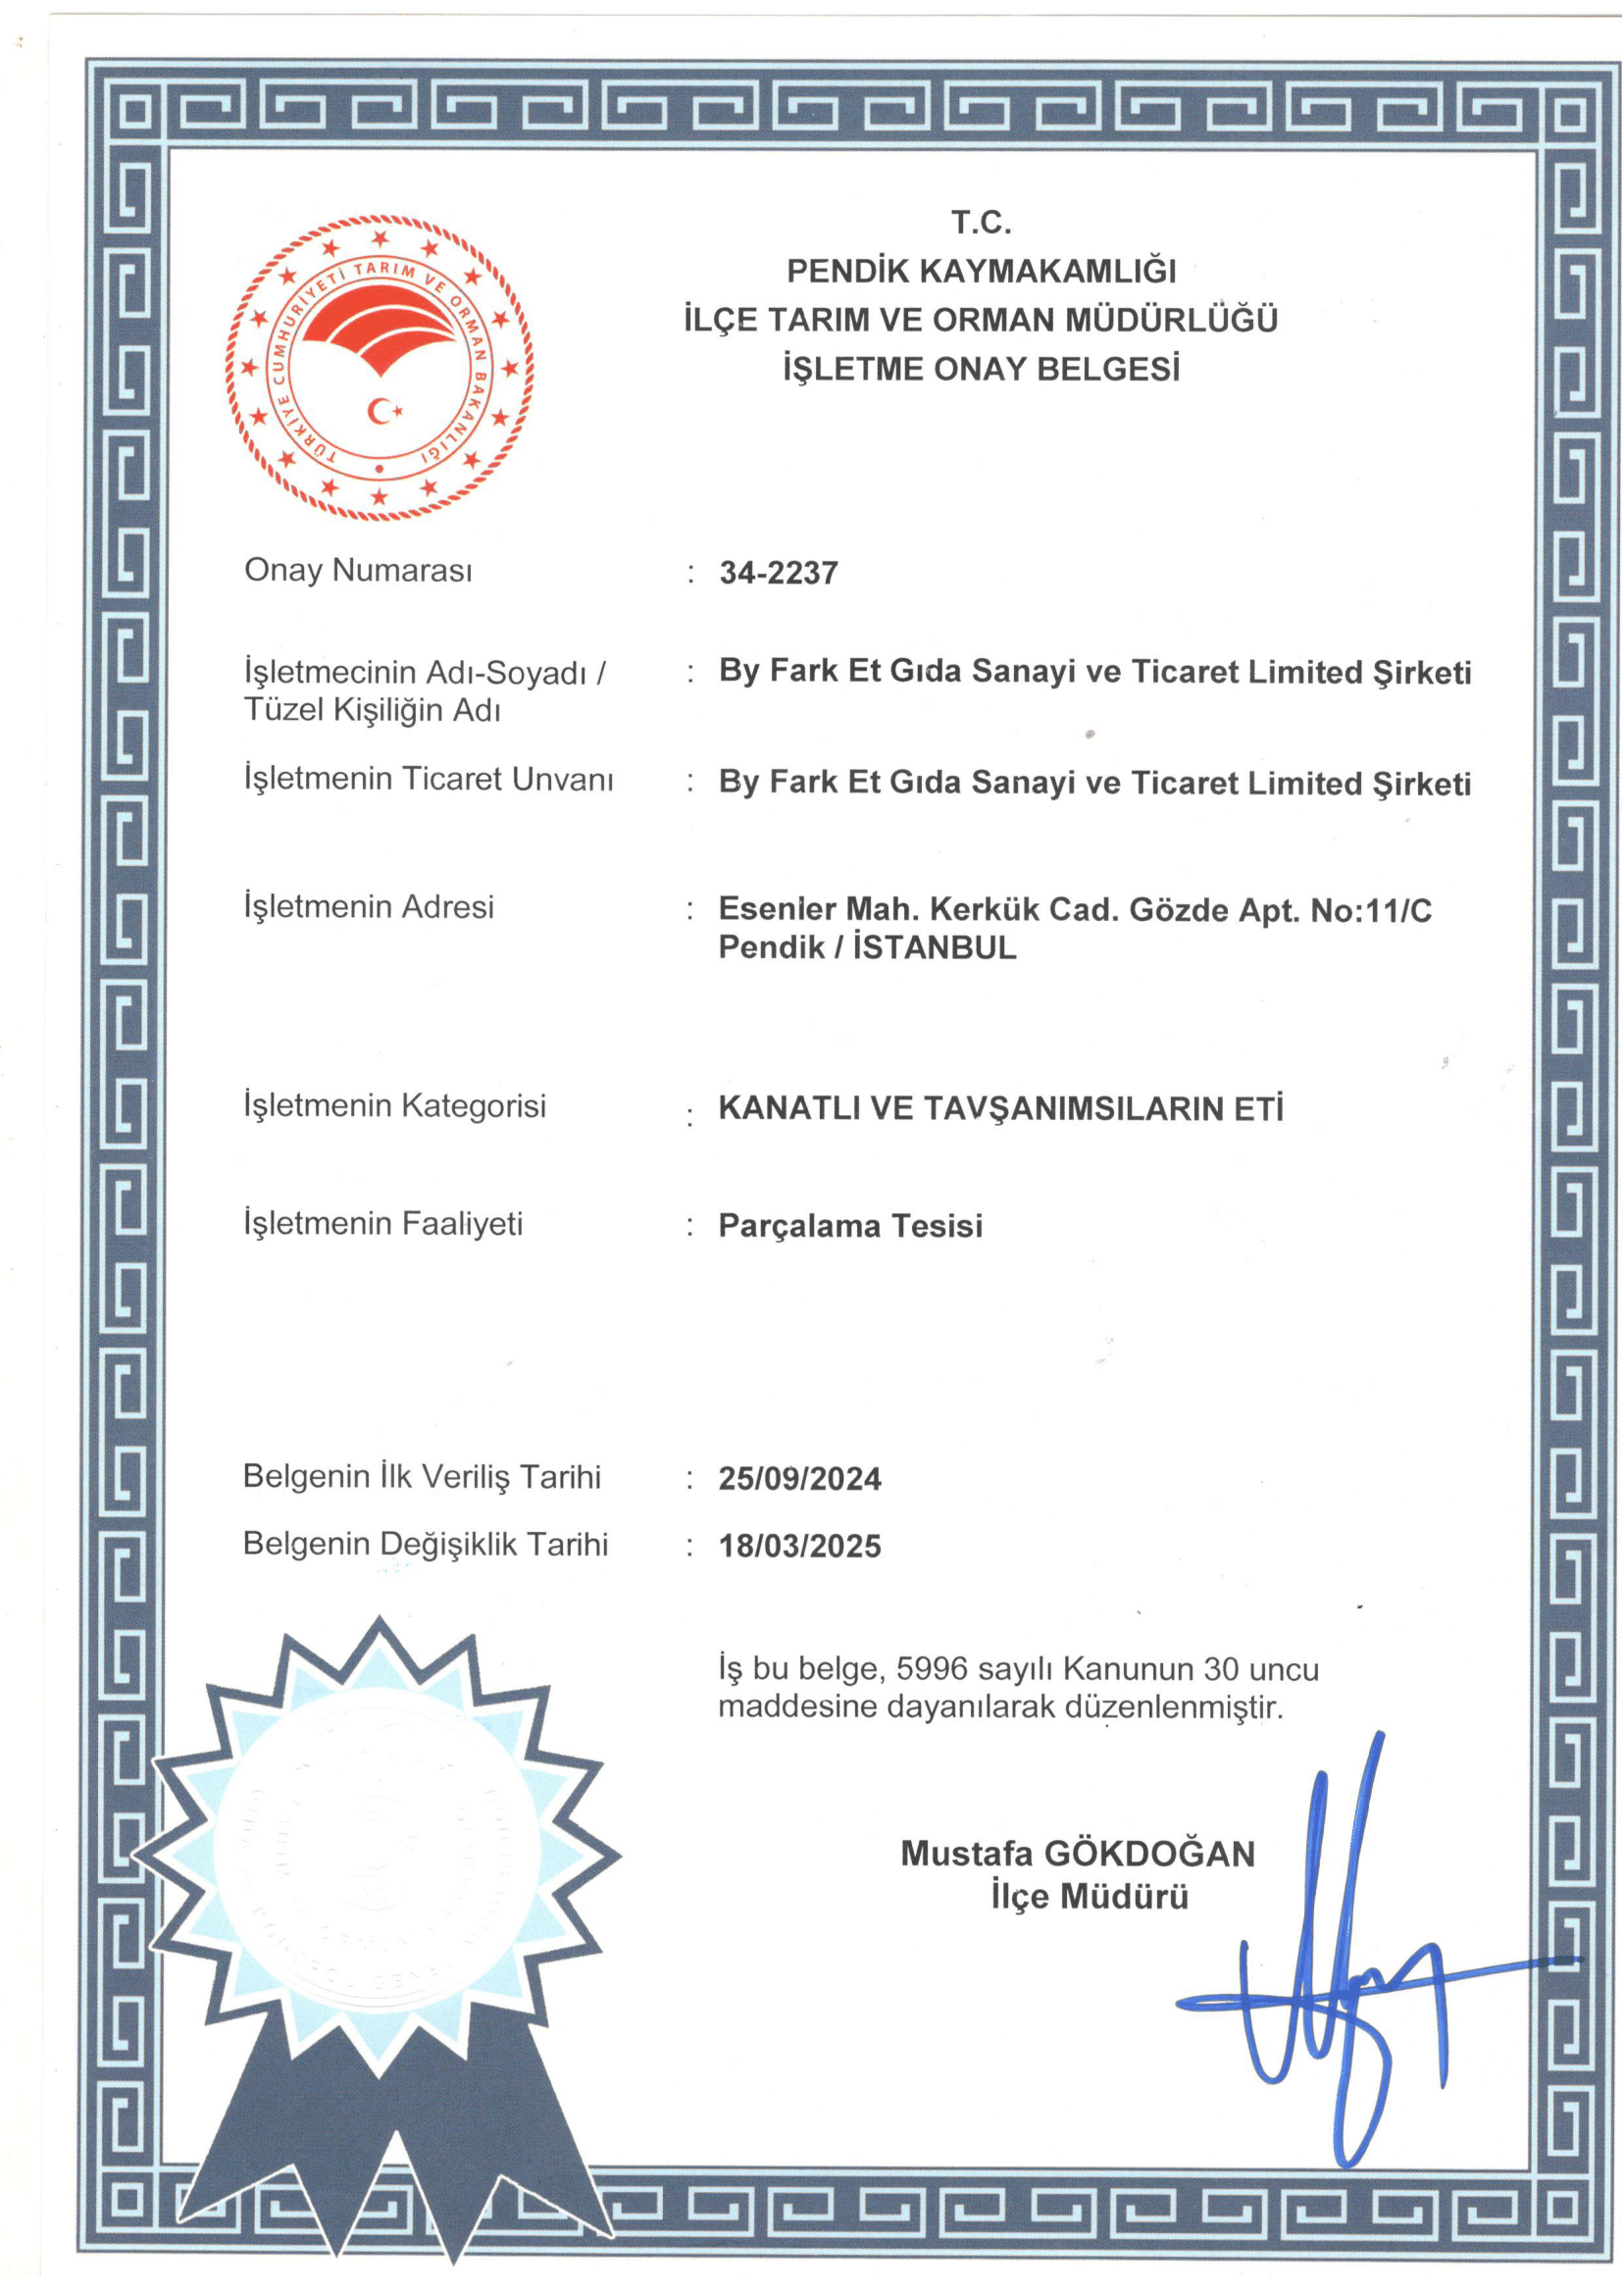 T.C.
PENDİK KAYMAKAMLIĞI
İLÇE TARIM VE ORMAN MÜDÜRLÜĞÜ
İŞLETME ONAY BELGESİ
TÜRKİYE CUMHURİYETİ TARIM VE ORMAN BAKANLIĞI
Onay Numarası : 34-2237
İşletmecinin Adı-Soyadı / : By Fark Et Gıda Sanayi ve Ticaret Limited Şirketi
Tüzel Kişiliğin Adı
İşletmenin Ticaret Unvanı : By Fark Et Gıda Sanayi ve Ticaret Limited Şirketi
İşletmenin Adresi : Esenler Mah. Kerkük Cad. Gözde Apt. No:11/C
Pendik / İSTANBUL
İşletmenin Kategorisi : KANATLI VE TAVŞANIMSILARIN ETİ
İşletmenin Faaliyeti : Parçalama Tesisi
Belgenin İlk Veriliş Tarihi : 25/09/2024
Belgenin Değişiklik Tarihi : 18/03/2025
İş bu belge, 5996 sayılı Kanunun 30 uncu
maddesine dayanılarak düzenlenmiştir.
Mustafa GÖKDOĞAN
İlçe Müdürü